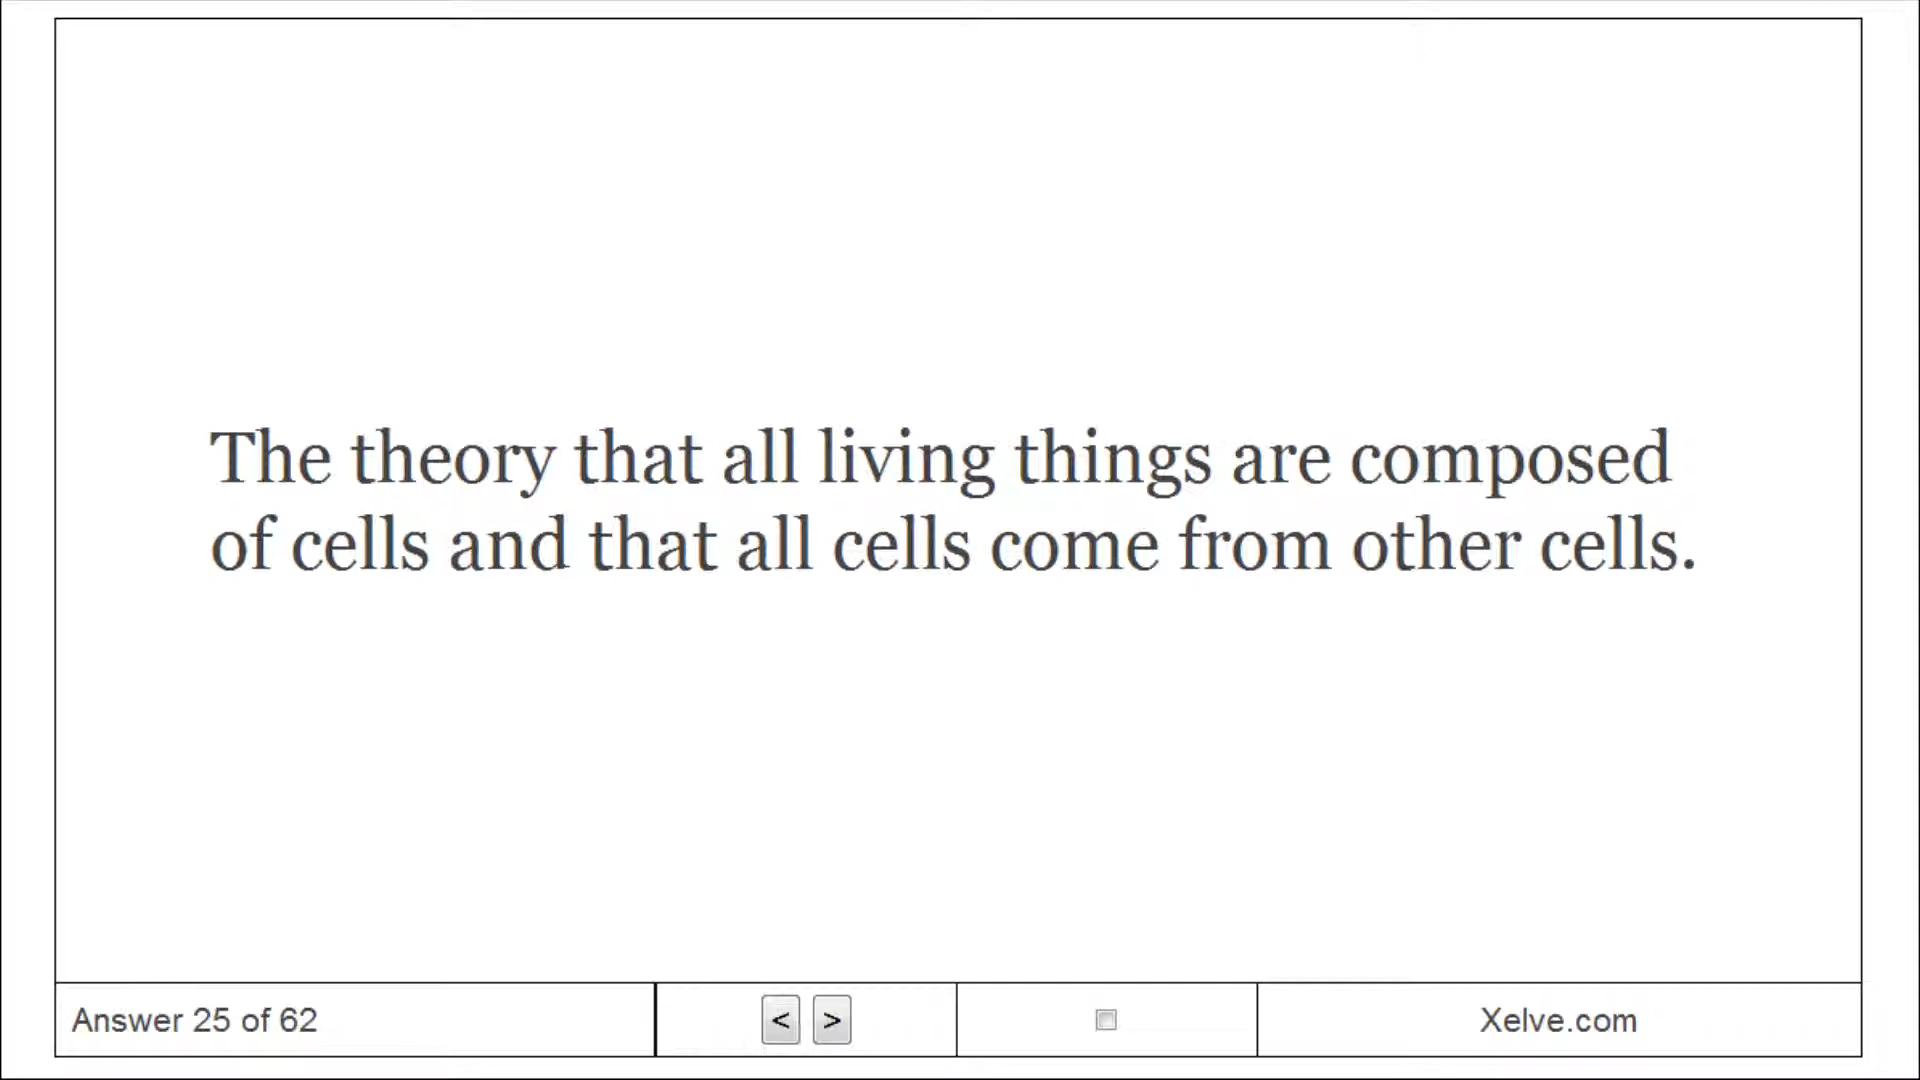 The theory that all living things are composed
of cells and that all cells come from other cells.
Answer 25 of 62
< >
Xelve.com